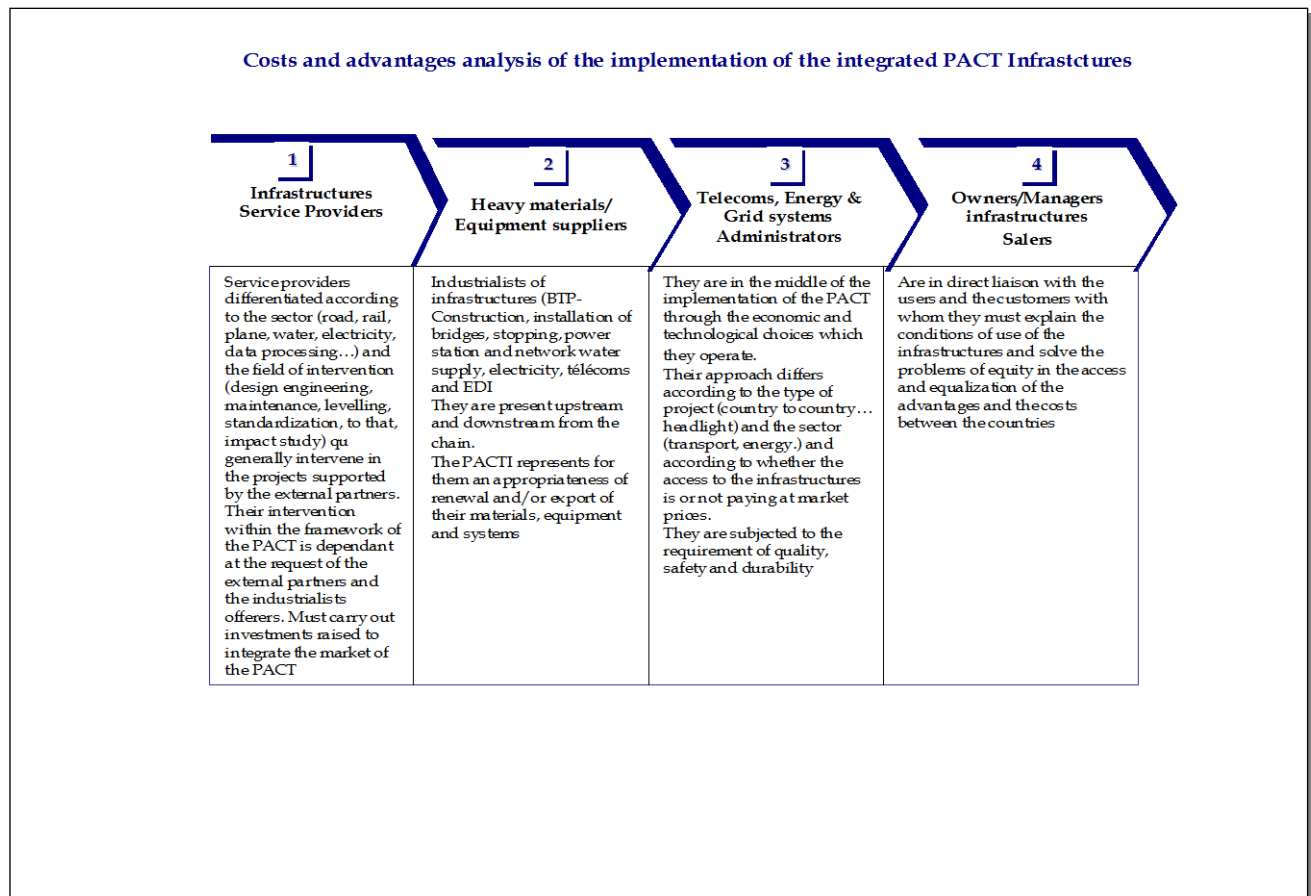 Costs and advantages analysis of the implementation of the integrated PACT Infrastctures
1
Infrastructures
Service Providers
2
Heavy materials/
Equipment suppliers
3
Telecoms, Energy &
Grid systems
Administrators
4
Owners/Managers
infrastructures
Salers
Service providers
differentiated according
to the sector (road, rail,
plane, water, electricity,
data processing…) and
the field of intervention
(design engineering,
maintenance, levelling,
standardization, to that,
impact study) qu
generally intervene in
the projects supported
by the external partners.
Their intervention
within the framework of
the PACT is dependant
at the request of the
external partners and
the industrialists
offerers. Must carry out
investments raised to
integrate the market of
the PACT
Industrialists of
infrastructures (BTP-
Construction, installation of
bridges, stopping, power
station and network water
supply, electricity, télécoms
and EDI
They are present upstream
and downstream from the
chain.
The PACTI represents for
them an appropriateness of
renewal and/or export of
their materials, equipment
and systems
They are in the middle of the
implementation of the PACT
through the economic and
technological choices which
they operate.
Their approach differs
according to the type of
project (country to country…
headlight) and the sector
(transport, energy.) and
according to whether the
access to the infrastructures
is or not paying at market
prices.
They are subjected to the
requirement of quality,
safety and durability
Are in direct liaison with the
users and the customers with
whom they must explain the
conditions of use of the
infrastructures and solve the
problems of equity in the access
and equalization of the
advantages and the costs
between the countries